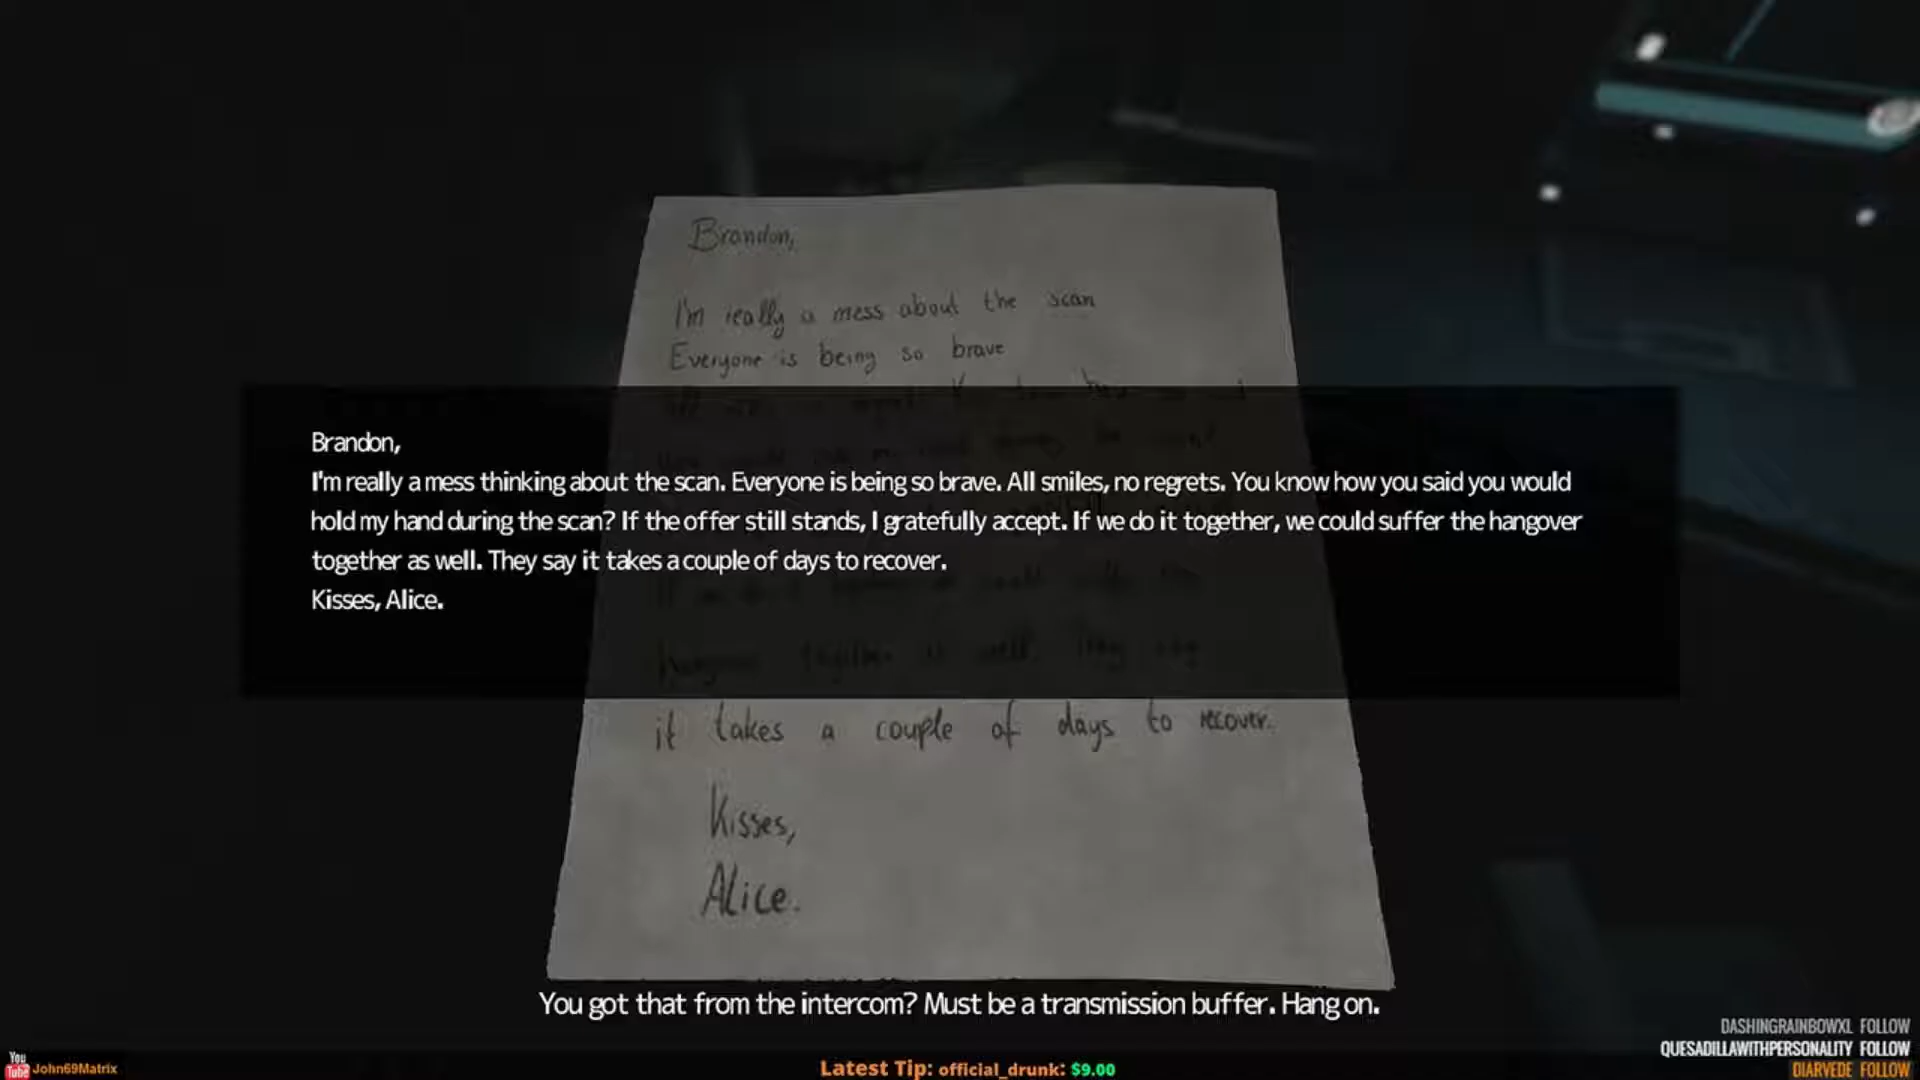 Brandon,
I'm really a mess about the scan
Everyone is being so brave
Brandon,
I'm really a mess thinking about the scan. Everyone is being so brave. All smiles, no regrets. You know how you said you would
hold my hand during the scan? If the offer still stands, I gratefully accept. If we do it together, we could suffer the hangover
together as well. They say it takes a couple of days to recover.
Kisses, Alice.
it takes a couple of days to recover.
Kisses,
Alice.
You got that from the intercom? Must be a transmission buffer. Hang on.
DASHINGRAINBOWXL FOLLOW
QUESADILLAWITHPERSONALITY FOLLOW
DIARVEDE FOLLOW
You
Tube John69Matrix
Latest Tip: official_drunk: $9.00